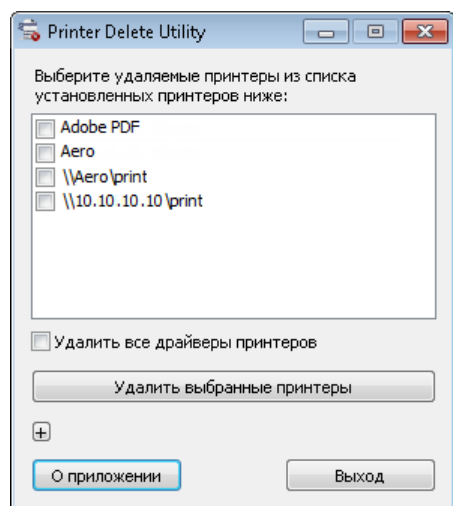 Printer Delete Utility
Выберите удаляемые принтеры из списка
установленных принтеров ниже:
Adobe PDF
Aero
\\Aero\print
\\10.10.10.10\print
Удалить все драйверы принтеров
Удалить выбранные принтеры
О приложении
Выход